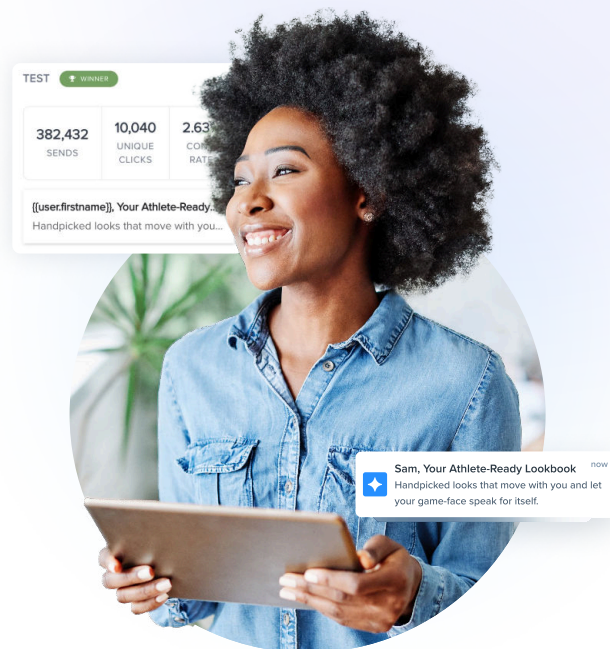 TEST
WINNER
382,432
SENDS
10,040
UNIQUE
CLICKS
2.63
RATE
{{user.firstname}}, Your Athlete-Ready...
Handpicked looks that move with you...
Sam, Your Athlete-Ready Lookbook
now
Handpicked looks that move with you and let
your game-face speak for itself.